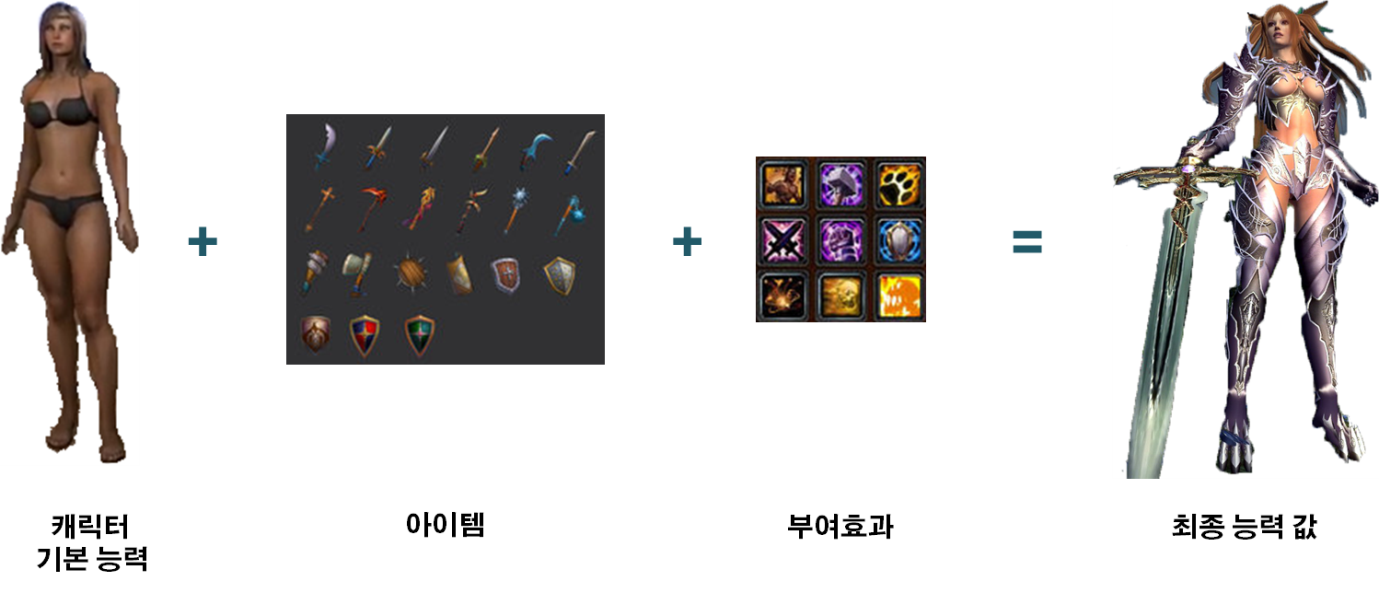 캐릭터
기본 능력
+
아이템
+
부여효과
=
최종 능력 값